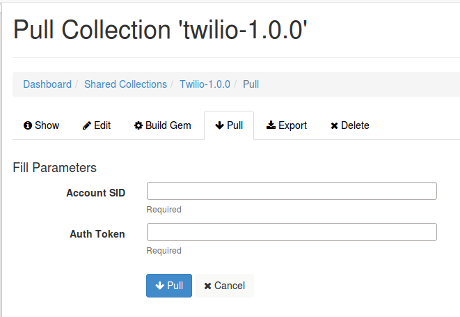 Pull Collection 'twilio-1.0.0'
Dashboard / Shared Collections / Twilio-1.0.0 / Pull
Show Edit Build Gem Pull Export Delete
Fill Parameters
Account SID
Required
Auth Token
Required
Pull Cancel